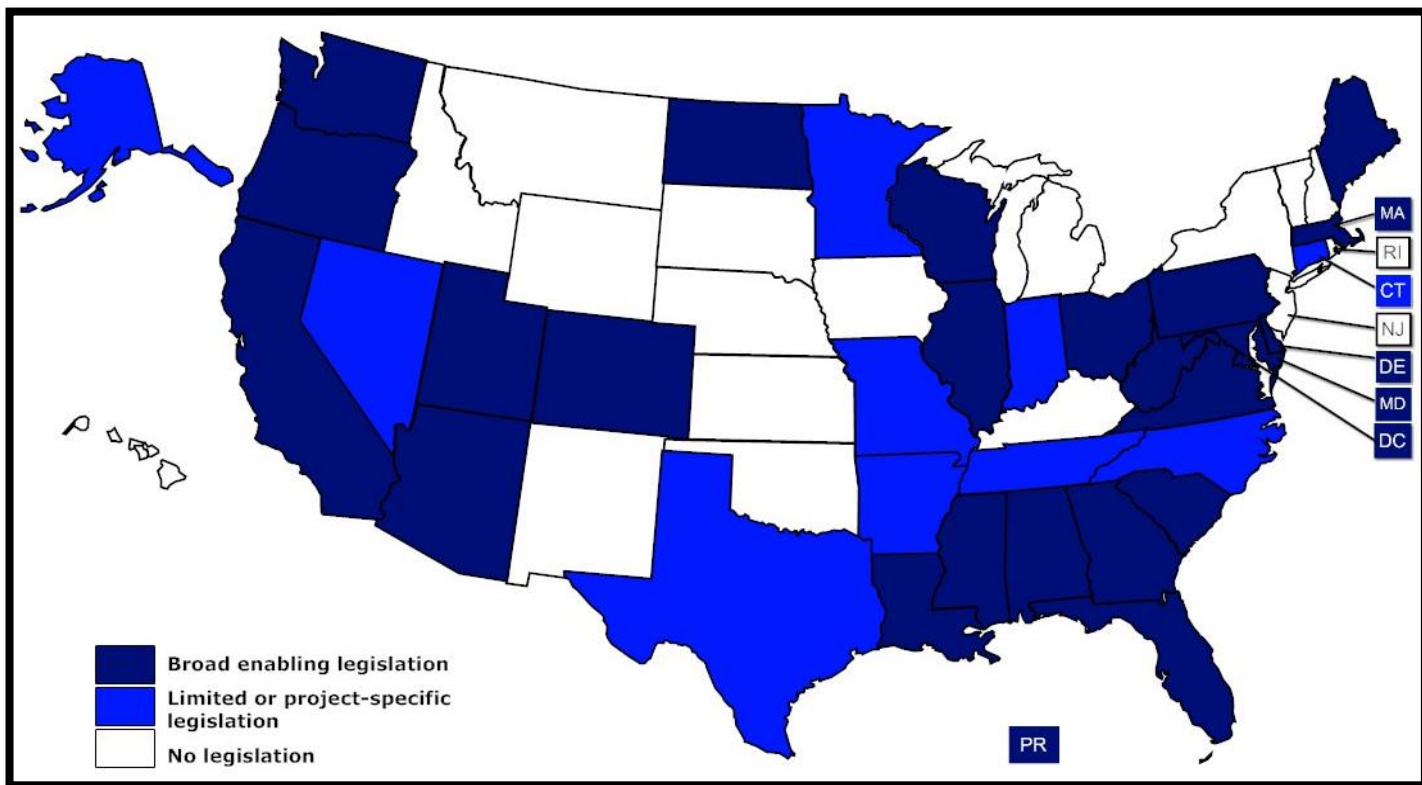 MA
RI
CT
NJ
DE
MD
DC
Broad enabling legislation
Limited or project-specific
legislation
No legislation
PR